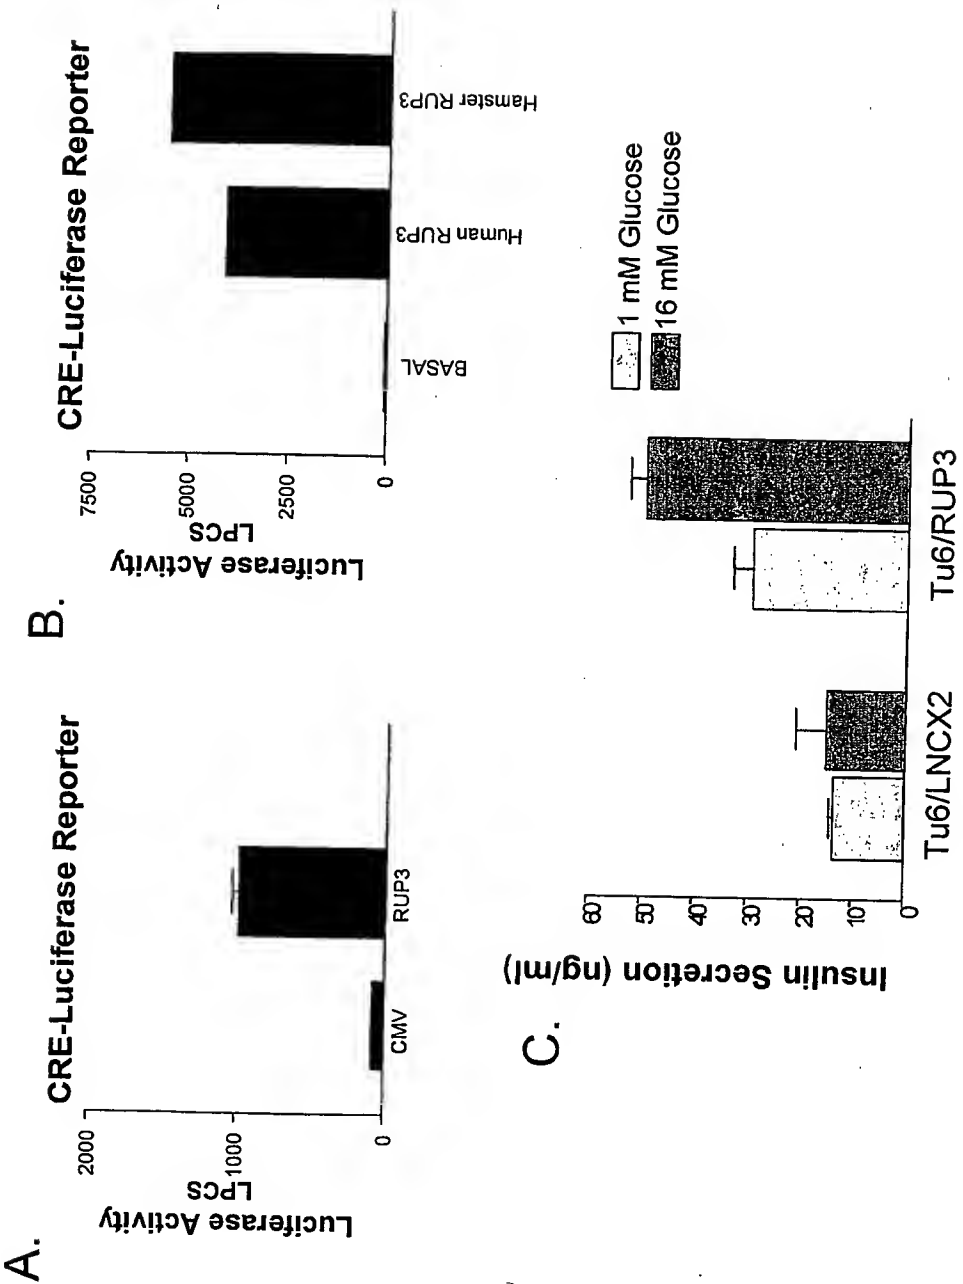 A.
CRE-Luciferase Reporter
Luciferase Activity
LPCS
2000
1000
0
CMV
RUP3
B.
CRE-Luciferase Reporter
Luciferase Activity
LPCS
7500
5000
2500
0
BASAL
Human RUP3
Hamster RUP3
C.
Insulin Secretion (ng/ml)
60
50
40
30
20
10
0
Tu6/LNCX2
Tu6/RUP3
1 mM Glucose
16 mM Glucose